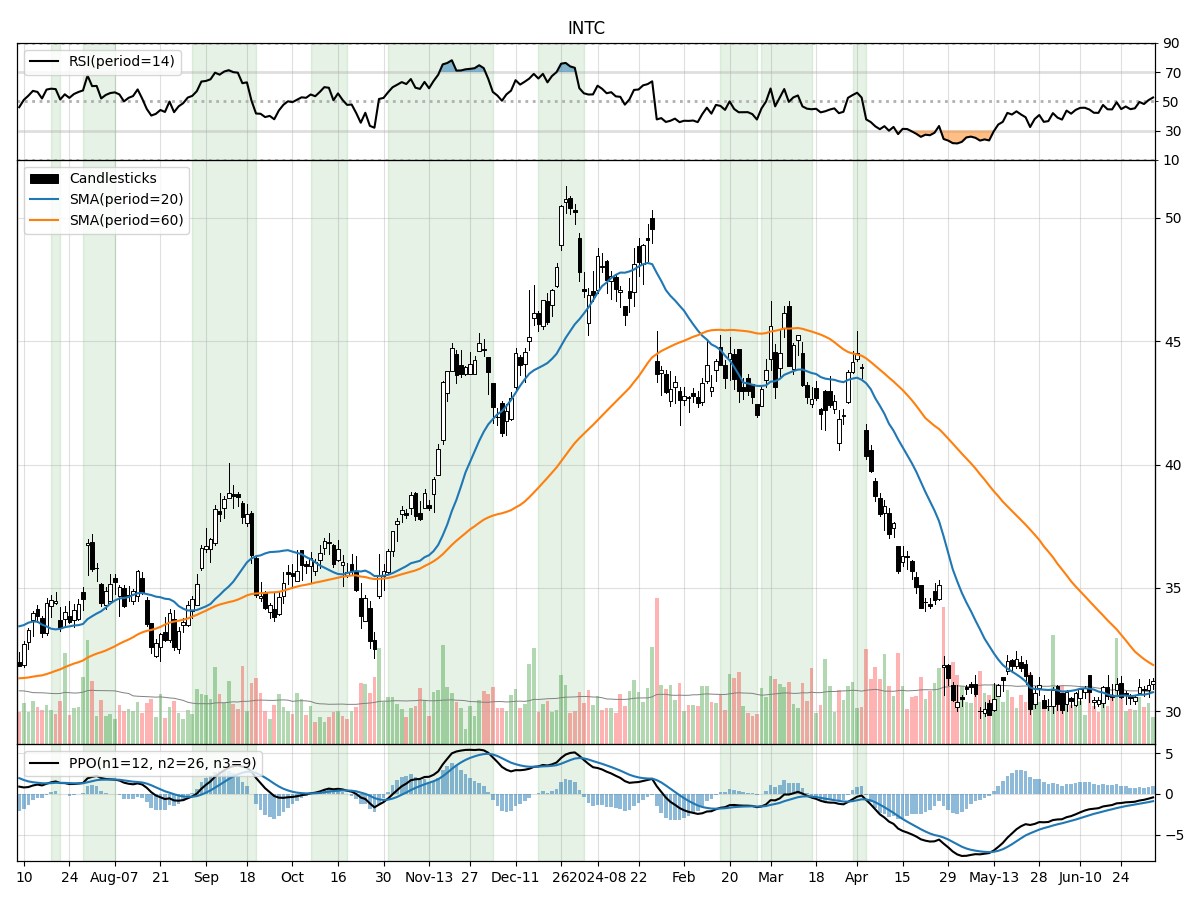 INTC
RSI(period=14)
90
70
50
30
10
Candlesticks
SMA(period=20)
SMA(period=60)
50
45
40
35
30
PPO(n1=12, n2=26, n3=9)
5
0
−5
10 24 Aug-07 21 Sep 18 Oct 16 30 Nov-13 27 Dec-11 26 2024-08 22 Feb 20 Mar 18 Apr 15 29 May-13 28 Jun-10 24